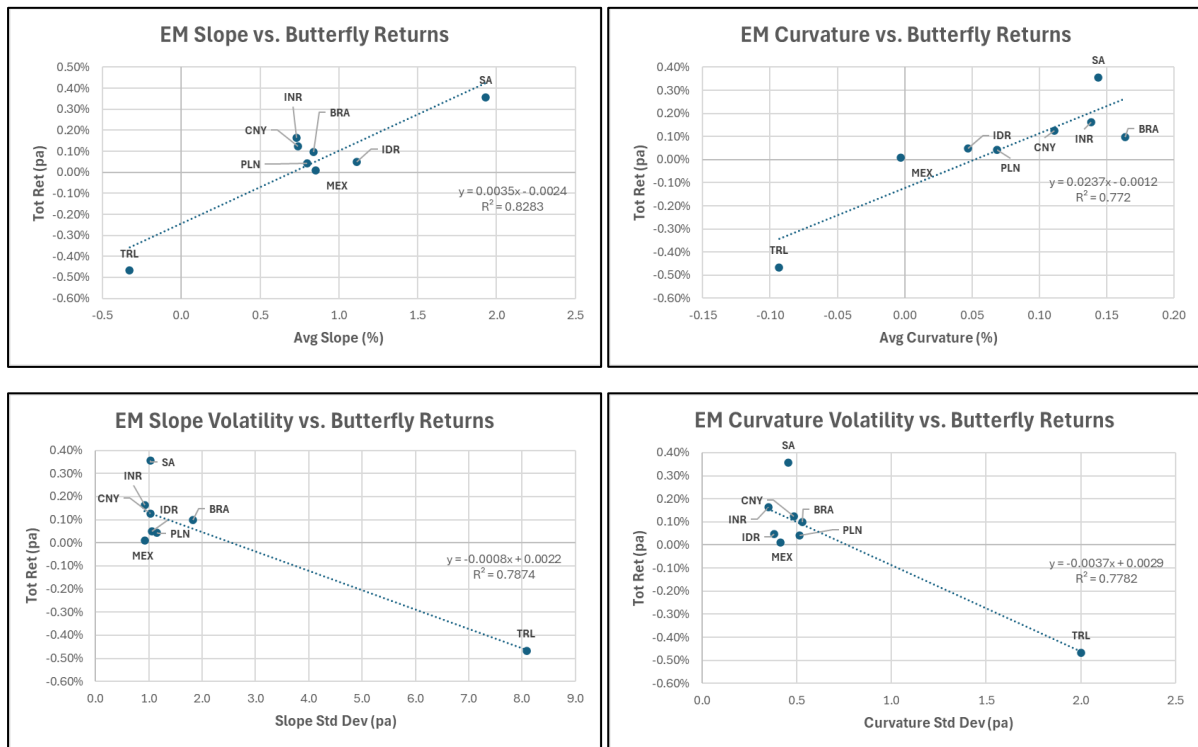 EM Slope vs. Butterfly Returns
Tot Ret (pa)
0.50%
0.40%
0.30%
0.20%
0.10%
0.00%
-0.10%
-0.20%
-0.30%
-0.40%
-0.50%
-0.60%
SA
INR
BRA
CNY
PLN
IDR
MEX
y = 0.0035x - 0.0024
R² = 0.8283
TRL
-0.5
0.0
0.5
1.0
1.5
2.0
2.5
Avg Slope (%)
EM Curvature vs. Butterfly Returns
Tot Ret (pa)
0.40%
0.30%
0.20%
0.10%
0.00%
-0.10%
-0.20%
-0.30%
-0.40%
-0.50%
-0.60%
SA
IDR
CNY
INR
BRA
MEX
PLN
y = 0.0237x - 0.0012
R² = 0.772
TRL
-0.15
-0.10
-0.05
0.00
0.05
0.10
0.15
0.20
Avg Curvature (%)
EM Slope Volatility vs. Butterfly Returns
Tot Ret (pa)
0.40%
0.30%
0.20%
0.10%
0.00%
-0.10%
-0.20%
-0.30%
-0.40%
-0.50%
-0.60%
SA
INR
CNY
IDR
BRA
PLN
MEX
y = -0.0008x + 0.0022
R² = 0.7874
TRL
0.0
1.0
2.0
3.0
4.0
5.0
6.0
7.0
8.0
9.0
Slope Std Dev (pa)
EM Curvature Volatility vs. Butterfly Returns
Tot Ret (pa)
0.40%
0.30%
0.20%
0.10%
0.00%
-0.10%
-0.20%
-0.30%
-0.40%
-0.50%
-0.60%
SA
CNY
BRA
INR
IDR
PLN
MEX
y = -0.0037x + 0.0029
R² = 0.7782
TRL
0.0
0.5
1.0
1.5
2.0
2.5
Curvature Std Dev (pa)